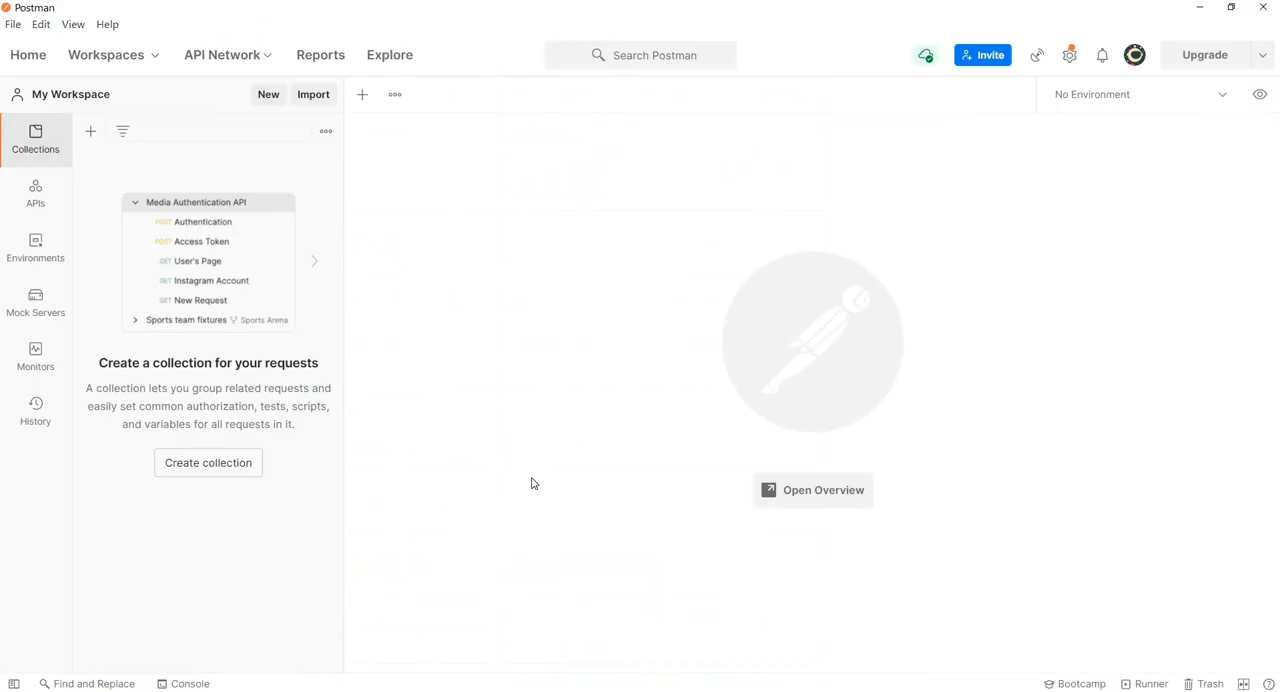 Postman
File Edit View Help
Home Workspaces API Network Reports Explore Search Postman Invite Upgrade
My Workspace New Import No Environment
Collections
APIs
Environments
Mock Servers
Monitors
History
Media Authentication API
POST Authentication
POST Access Token
GET User's Page
GET Instagram Account
GET New Request
Sports team fixtures Sports Arena
Create a collection for your requests
A collection lets you group related requests and
easily set common authorization, tests, scripts,
and variables for all requests in it.
Create collection
Open Overview
Find and Replace Console Bootcamp Runner Trash